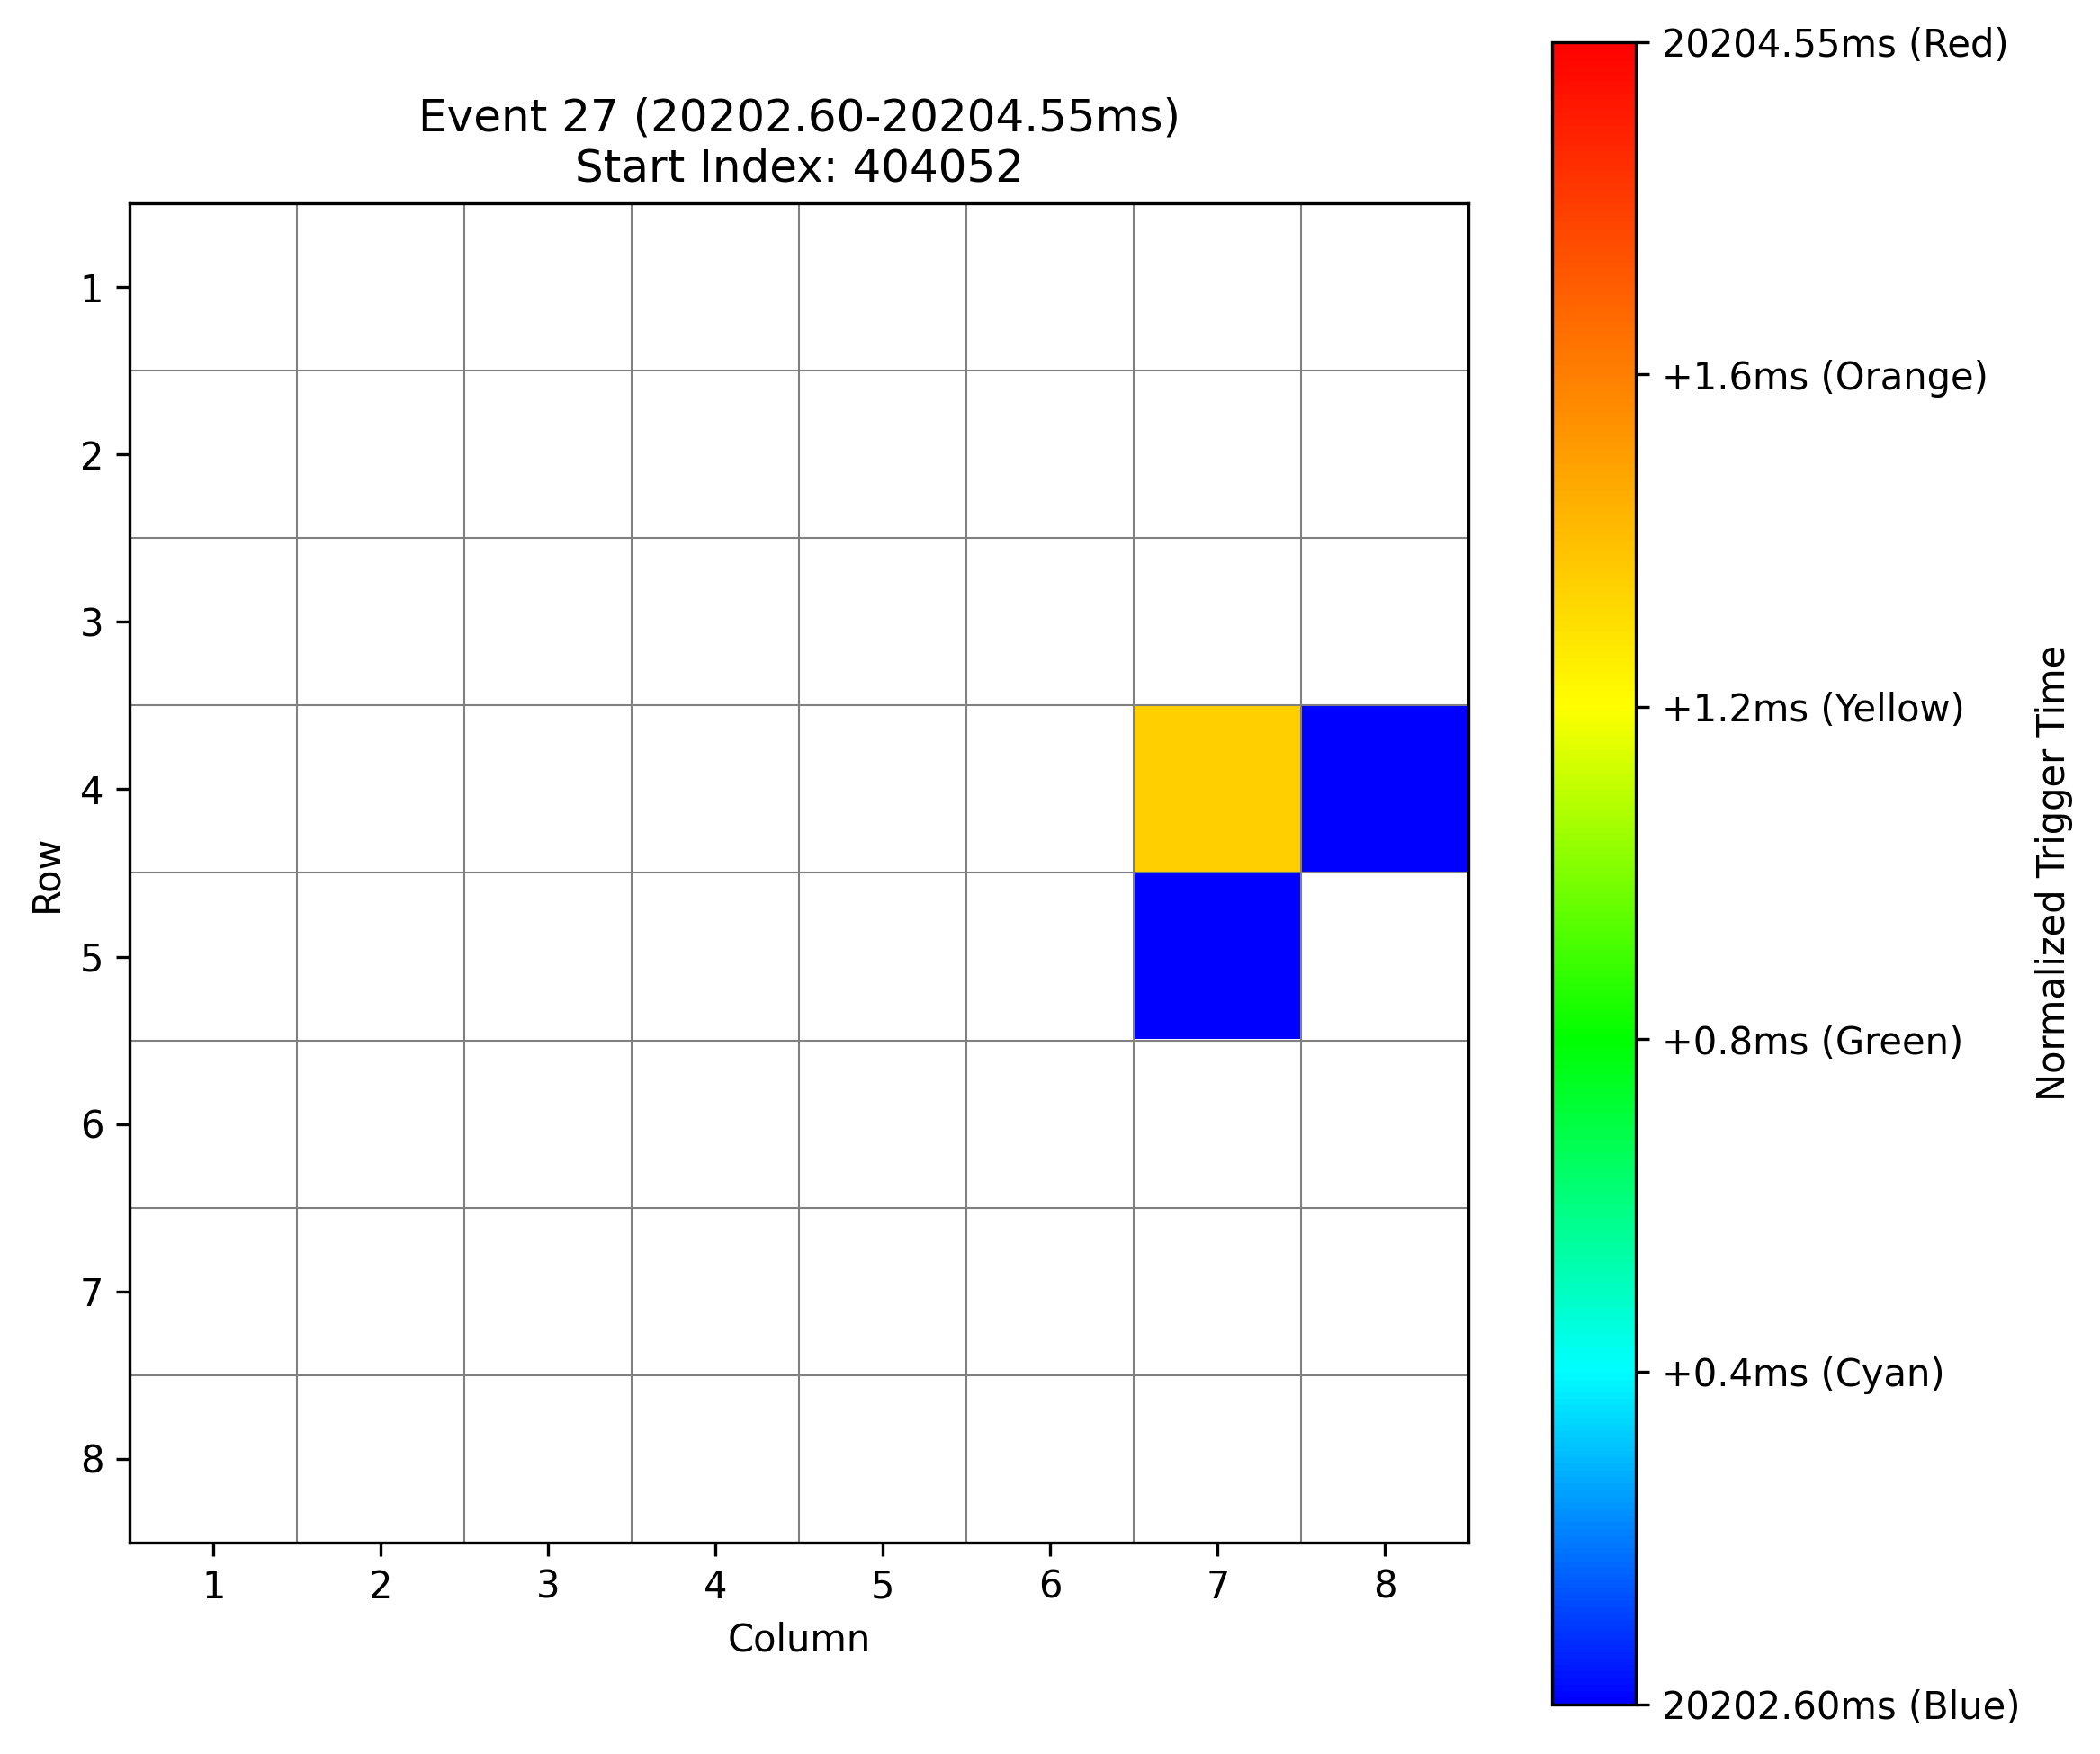 Event 27 (20202.60-20204.55ms)
Start Index: 404052
Row
1
2
3
4
5
6
7
8
1 2 3 4 5 6 7 8
Column
20204.55ms (Red)
+1.6ms (Orange)
+1.2ms (Yellow)
+0.8ms (Green)
+0.4ms (Cyan)
20202.60ms (Blue)
Normalized Trigger Time